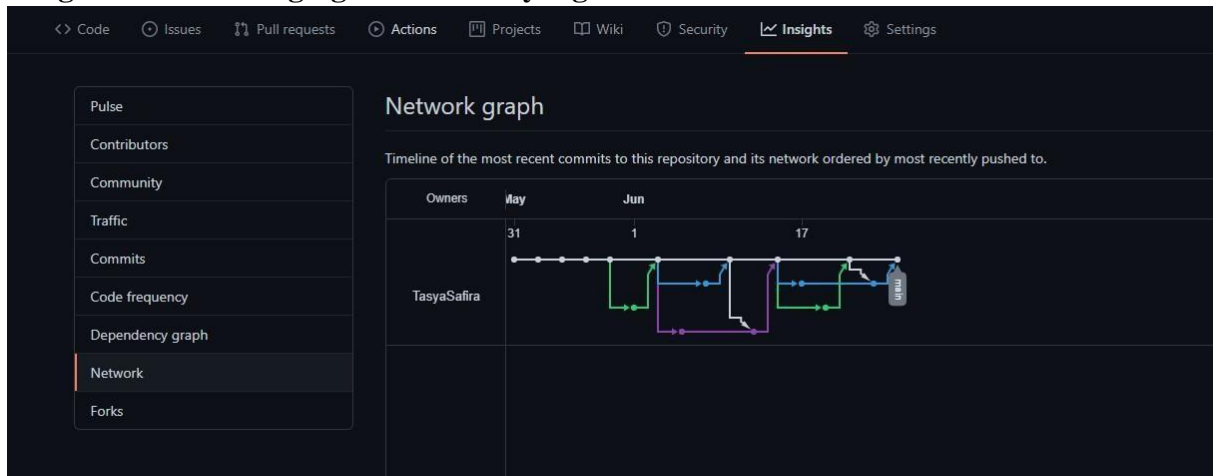 <> Code Issues Pull requests Actions Projects Wiki Security Insights Settings
Pulse
Contributors
Community
Traffic
Commits
Code frequency
Dependency graph
Network
Forks
Network graph
Timeline of the most recent commits to this repository and its network ordered by most recently pushed to.
Owners May Jun
31 1 17
TasyaSafira
main